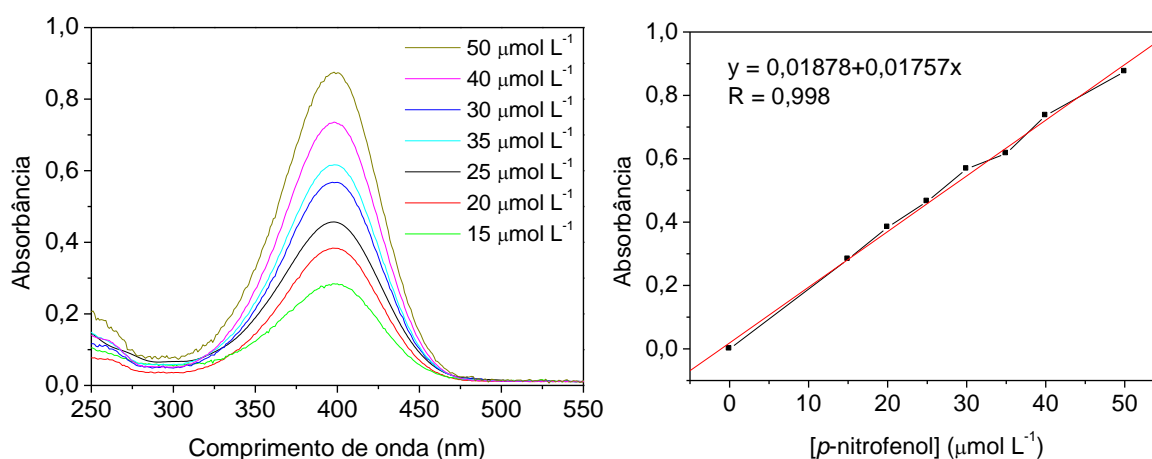 1,0
0,8
0,6
0,4
0,2
0,0
Absorbância
250 300 350 400 450 500 550
Comprimento de onda (nm)
50 μmol L⁻¹
40 μmol L⁻¹
30 μmol L⁻¹
35 μmol L⁻¹
25 μmol L⁻¹
20 μmol L⁻¹
15 μmol L⁻¹
1,0
0,8
0,6
0,4
0,2
0,0
Absorbância
y = 0,01878+0,01757x
R = 0,998
0 10 20 30 40 50
[p-nitrofenol] (μmol L⁻¹)